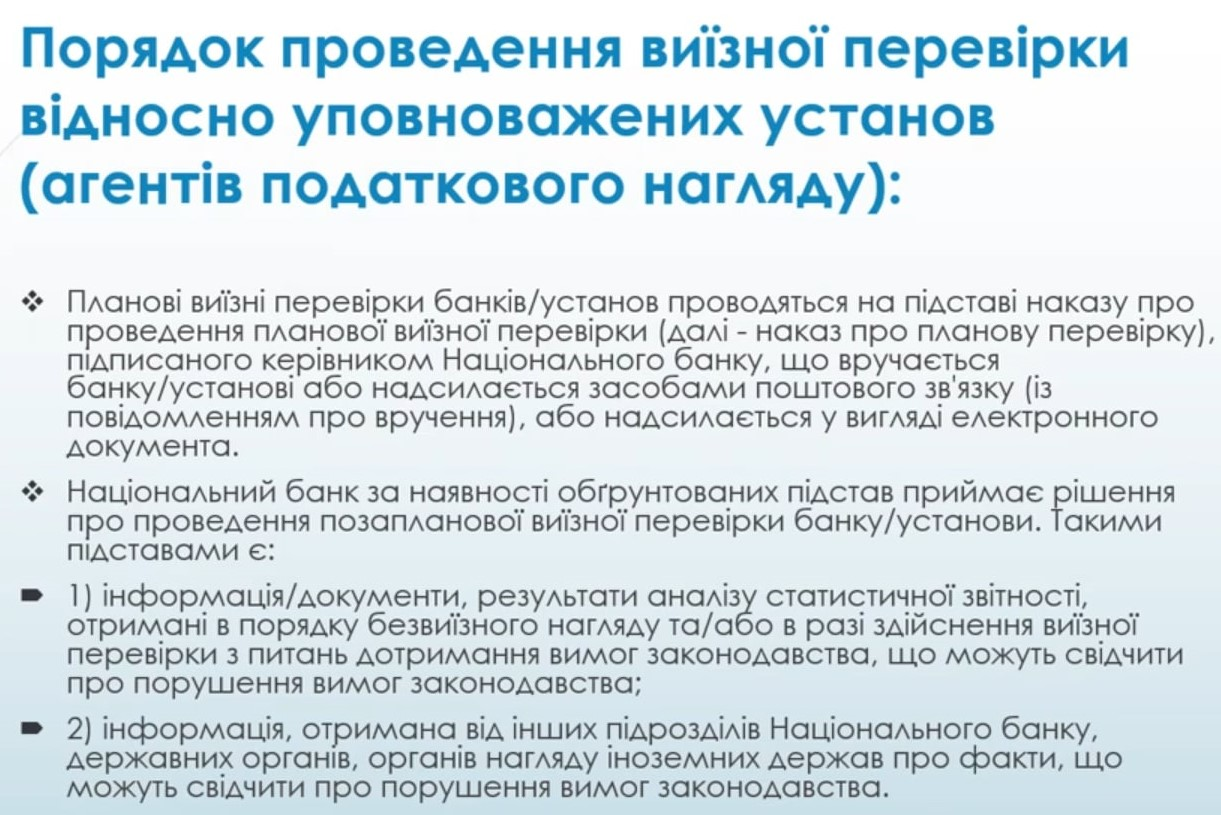 Порядок проведення виїзної перевірки
відносно уповноважених установ
(агентів податкового нагляду):
❖ Планові виїзні перевірки банків/установ проводяться на підставі наказу про
проведення планової виїзної перевірки (далі - наказ про планову перевірку),
підписаного керівником Національного банку, що вручається
банку/установі або надсилається засобами поштового зв'язку (із
повідомленням про вручення), або надсилається у вигляді електронного
документа.
❖ Національний банк за наявності обґрунтованих підстав приймає рішення
про проведення позапланової виїзної перевірки банку/установи. Такими
підставами є:
1) інформація/документи, результати аналізу статистичної звітності,
отримані в порядку безвиїзного нагляду та/або в разі здійснення виїзної
перевірки з питань дотримання вимог законодавства, що можуть свідчити
про порушення вимог законодавства;
2) інформація, отримана від інших підрозділів Національного банку,
державних органів, органів нагляду іноземних держав про факти, що
можуть свідчити про порушення вимог законодавства.